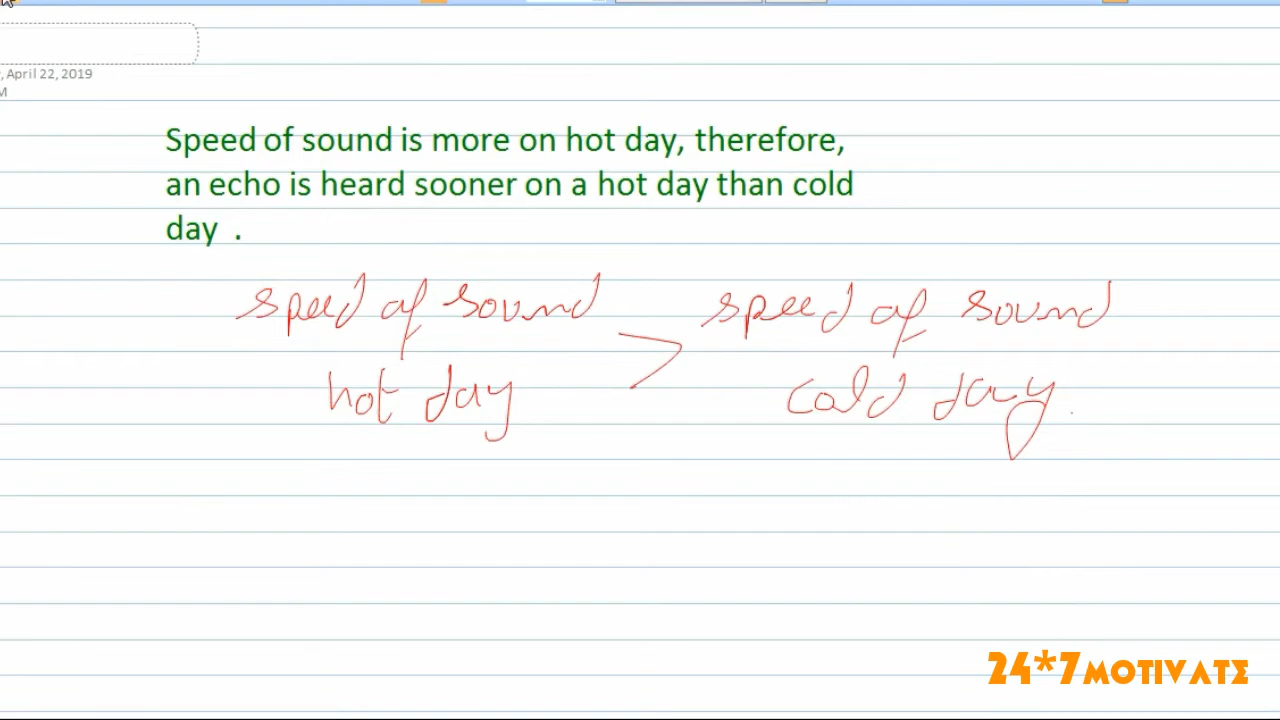 , April 22, 2019
M
Speed of sound is more on hot day, therefore,
an echo is heard sooner on a hot day than cold
day .
speed of sound > speed of sound
hot day cold day.
24*7MOTIVATE